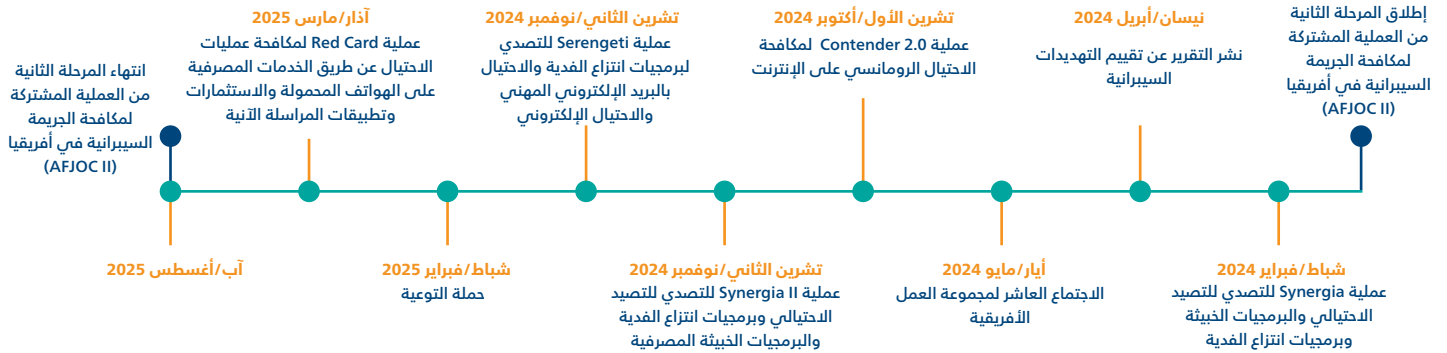 إطلاق المرحلة الثانية
من العملية المشتركة
لمكافحة الجريمة
السيبرانية في أفريقيا
(AFJOC II)
شباط/فبراير 2024
عملية Synergia للتصدي للتصيد
الاحتيالي والبرمجيات الخبيثة
وبرمجيات انتزاع الفدية
نيسان/أبريل 2024
نشر التقرير عن تقييم التهديدات
السيبرانية
أيار/مايو 2024
الاجتماع العاشر لمجموعة العمل
الأفريقية
تشرين الأول/أكتوبر 2024
عملية Contender 2.0 لمكافحة
الاحتيال الرومانسي على الإنترنت
تشرين الثاني/نوفمبر 2024
عملية Synergia II للتصدي للتصيد
الاحتيالي وبرمجيات انتزاع الفدية
والبرمجيات الخبيثة المصرفية
تشرين الثاني/نوفمبر 2024
عملية Serengeti للتصدي
لبرمجيات انتزاع الفدية والاحتيال
بالبريد الإلكتروني المهني
والاحتيال الإلكتروني
شباط/فبراير 2025
حملة التوعية
آذار/مارس 2025
عملية Red Card لمكافحة عمليات
الاحتيال عن طريق الخدمات المصرفية
على الهواتف المحمولة والاستثمارات
وتطبيقات المراسلة الآنية
آب/أغسطس 2025
انتهاء المرحلة الثانية
من العملية المشتركة
لمكافحة الجريمة
السيبرانية في أفريقيا
(AFJOC II)